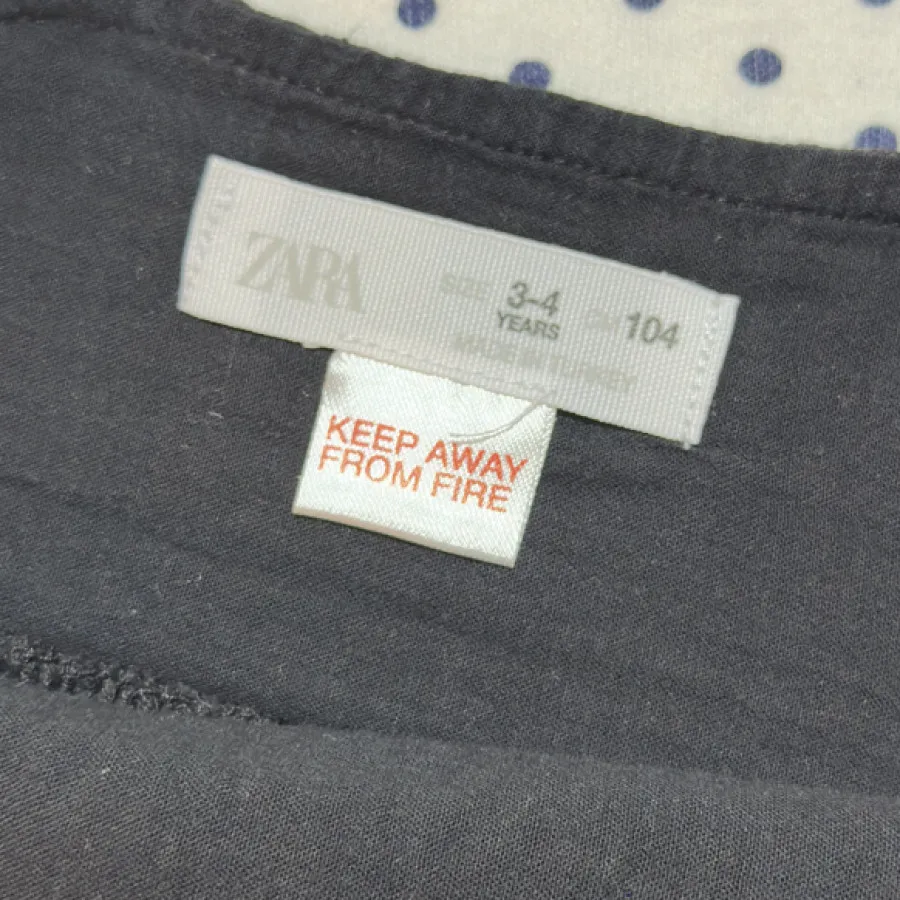 ZARA
SIZE 3-4 YEARS CM 104
MADE IN TURKEY
KEEP AWAY
FROM FIRE